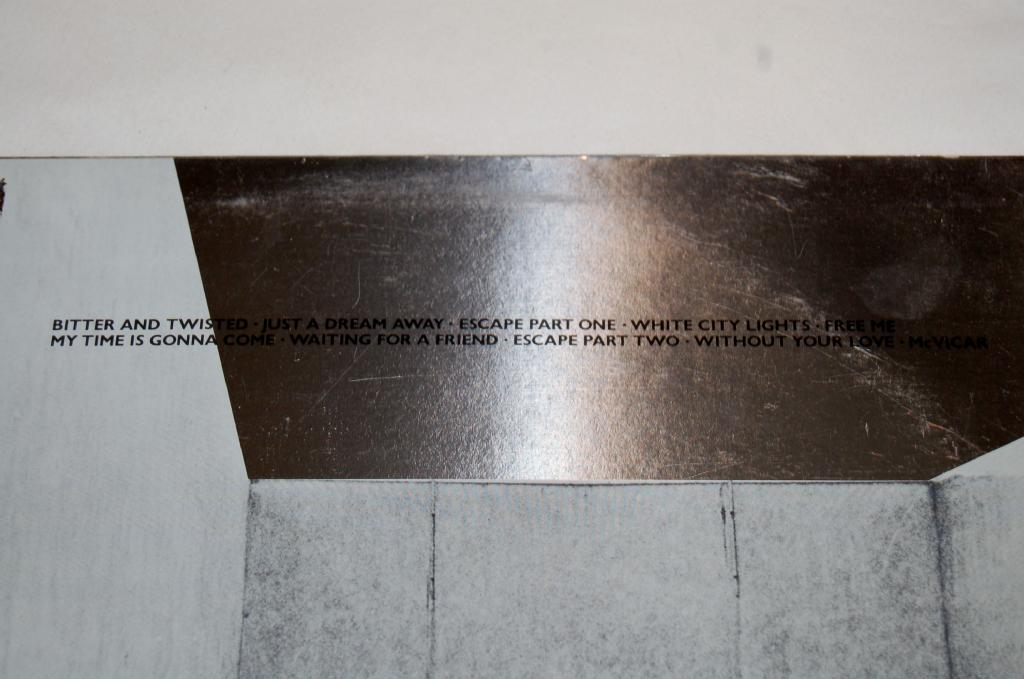 BITTER AND TWISTED · JUST A DREAM AWAY · ESCAPE PART ONE · WHITE CITY LIGHTS · FREE ME
MY TIME IS GONNA COME · WAITING FOR A FRIEND · ESCAPE PART TWO · WITHOUT YOUR LOVE · McVICAR